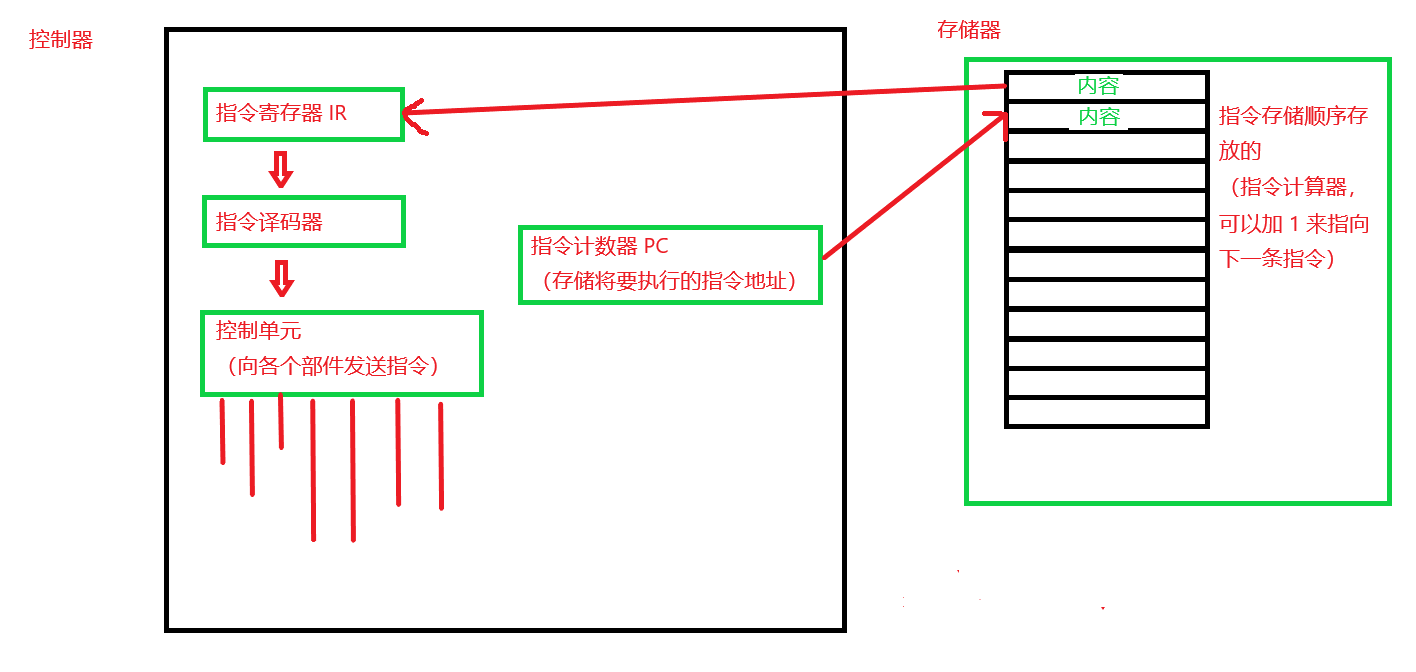 控制器
存储器
指令寄存器 IR
指令译码器
控制单元
（向各个部件发送指令）
指令计数器 PC
（存储将要执行的指令地址）
内容
内容
指令存储顺序存
放的
（指令计算器，
可以加 1 来指向
下一条指令）